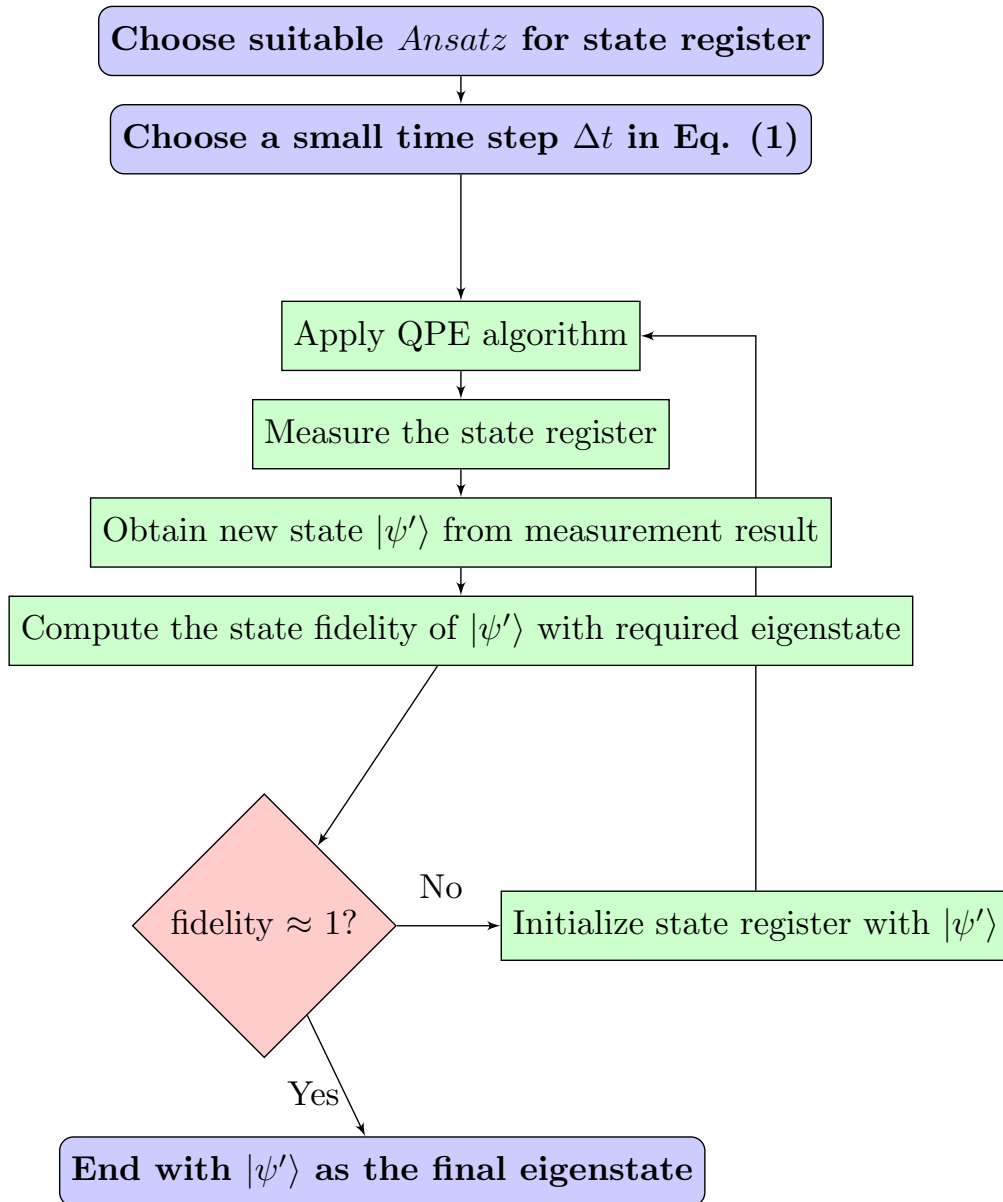 Choose suitable Ansatz for state register
Choose a small time step Δt in Eq. (1)
Apply QPE algorithm
Measure the state register
Obtain new state |ψ′⟩ from measurement result
Compute the state fidelity of |ψ′⟩ with required eigenstate
fidelity ≈ 1?
No
Initialize state register with |ψ′⟩
Yes
End with |ψ′⟩ as the final eigenstate